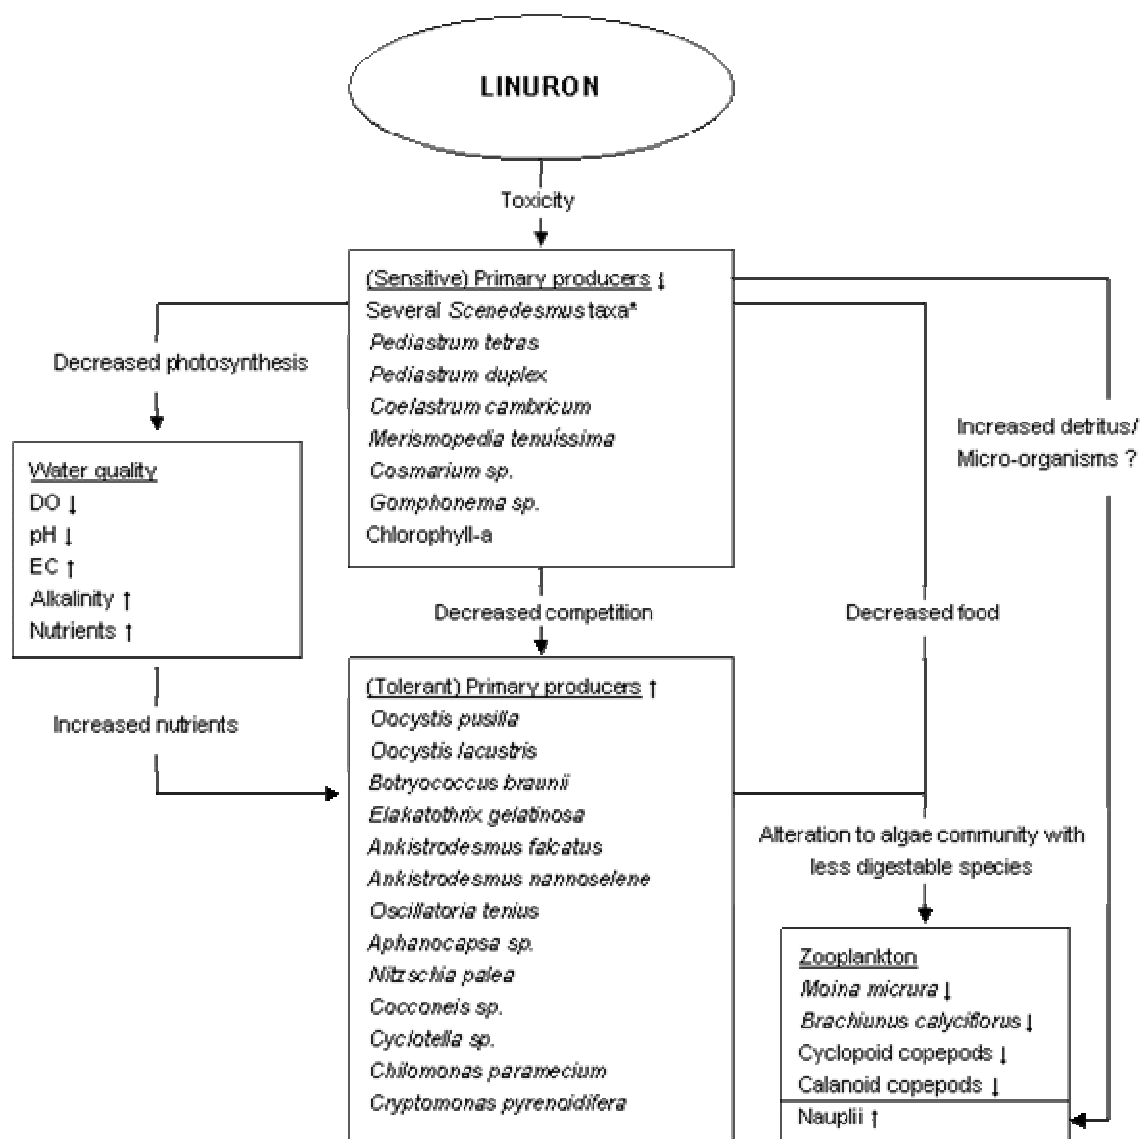 LINURON
Toxicity
(Sensitive) Primary producers ↓
Several Scenedesmus taxa*
Pediastrum tetras
Pediastrum duplex
Coelastrum cambricum
Merismopedia tenuissima
Cosmarium sp.
Gomphonema sp.
Chlorophyll-a
Decreased photosynthesis
Water quality
DO ↓
pH ↓
EC ↑
Alkalinity ↑
Nutrients ↑
Increased nutrients
Decreased competition
(Tolerant) Primary producers ↑
Oocystis pusilla
Oocystis lacustris
Botryococcus braunii
Elakatothrix gelatinosa
Ankistrodesmus falcatus
Ankistrodesmus nannoselene
Oscillatoria tenius
Aphanocapsa sp.
Nitzschia palea
Cocconeis sp.
Cyclotella sp.
Chilomonas paramecium
Cryptomonas pyrenoidifera
Decreased food
Increased detritus/
Micro-organisms ?
Alteration to algae community with
less digestable species
Zooplankton
Moina micrura ↓
Brachiunus calyciflorus ↓
Cyclopoid copepods ↓
Calanoid copepods ↓
Nauplii ↑